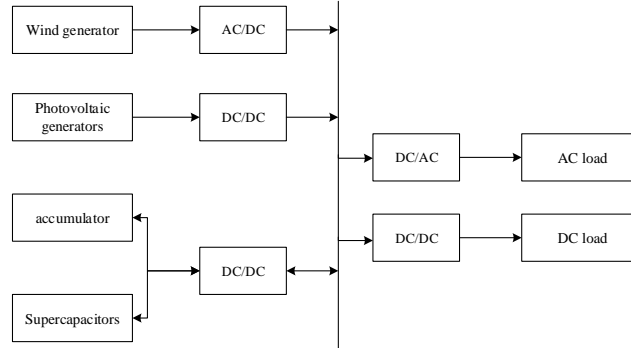 Wind generator
AC/DC
Photovoltaic
generators
DC/DC
DC/AC
AC load
accumulator
DC/DC
DC load
DC/DC
Supercapacitors